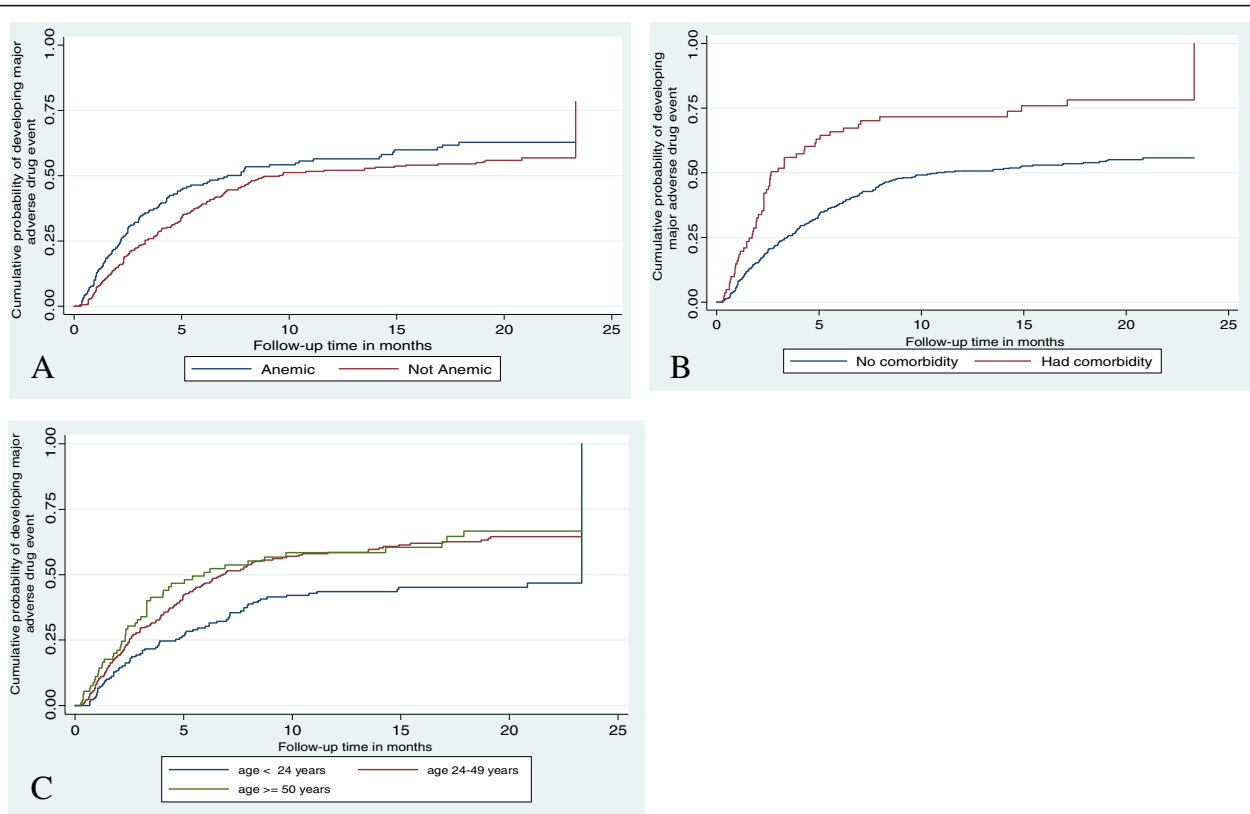 Cumulative probability of developing major
adverse drug event
1.00
0.75
0.50
0.25
0.00
0 5 10 15 20 25
Follow-up time in months
Anemic Not Anemic
A
Cumulative probability of developing
major adverse drug event
1.00
0.75
0.50
0.25
0.00
0 5 10 15 20 25
Follow-up time in months
No comorbidity Had comorbidity
B
Cumulative probability of developing major
adverse drug event
1.00
0.75
0.50
0.25
0.00
0 5 10 15 20 25
Follow-up time in months
age < 24 years age 24-49 years
age >= 50 years
C